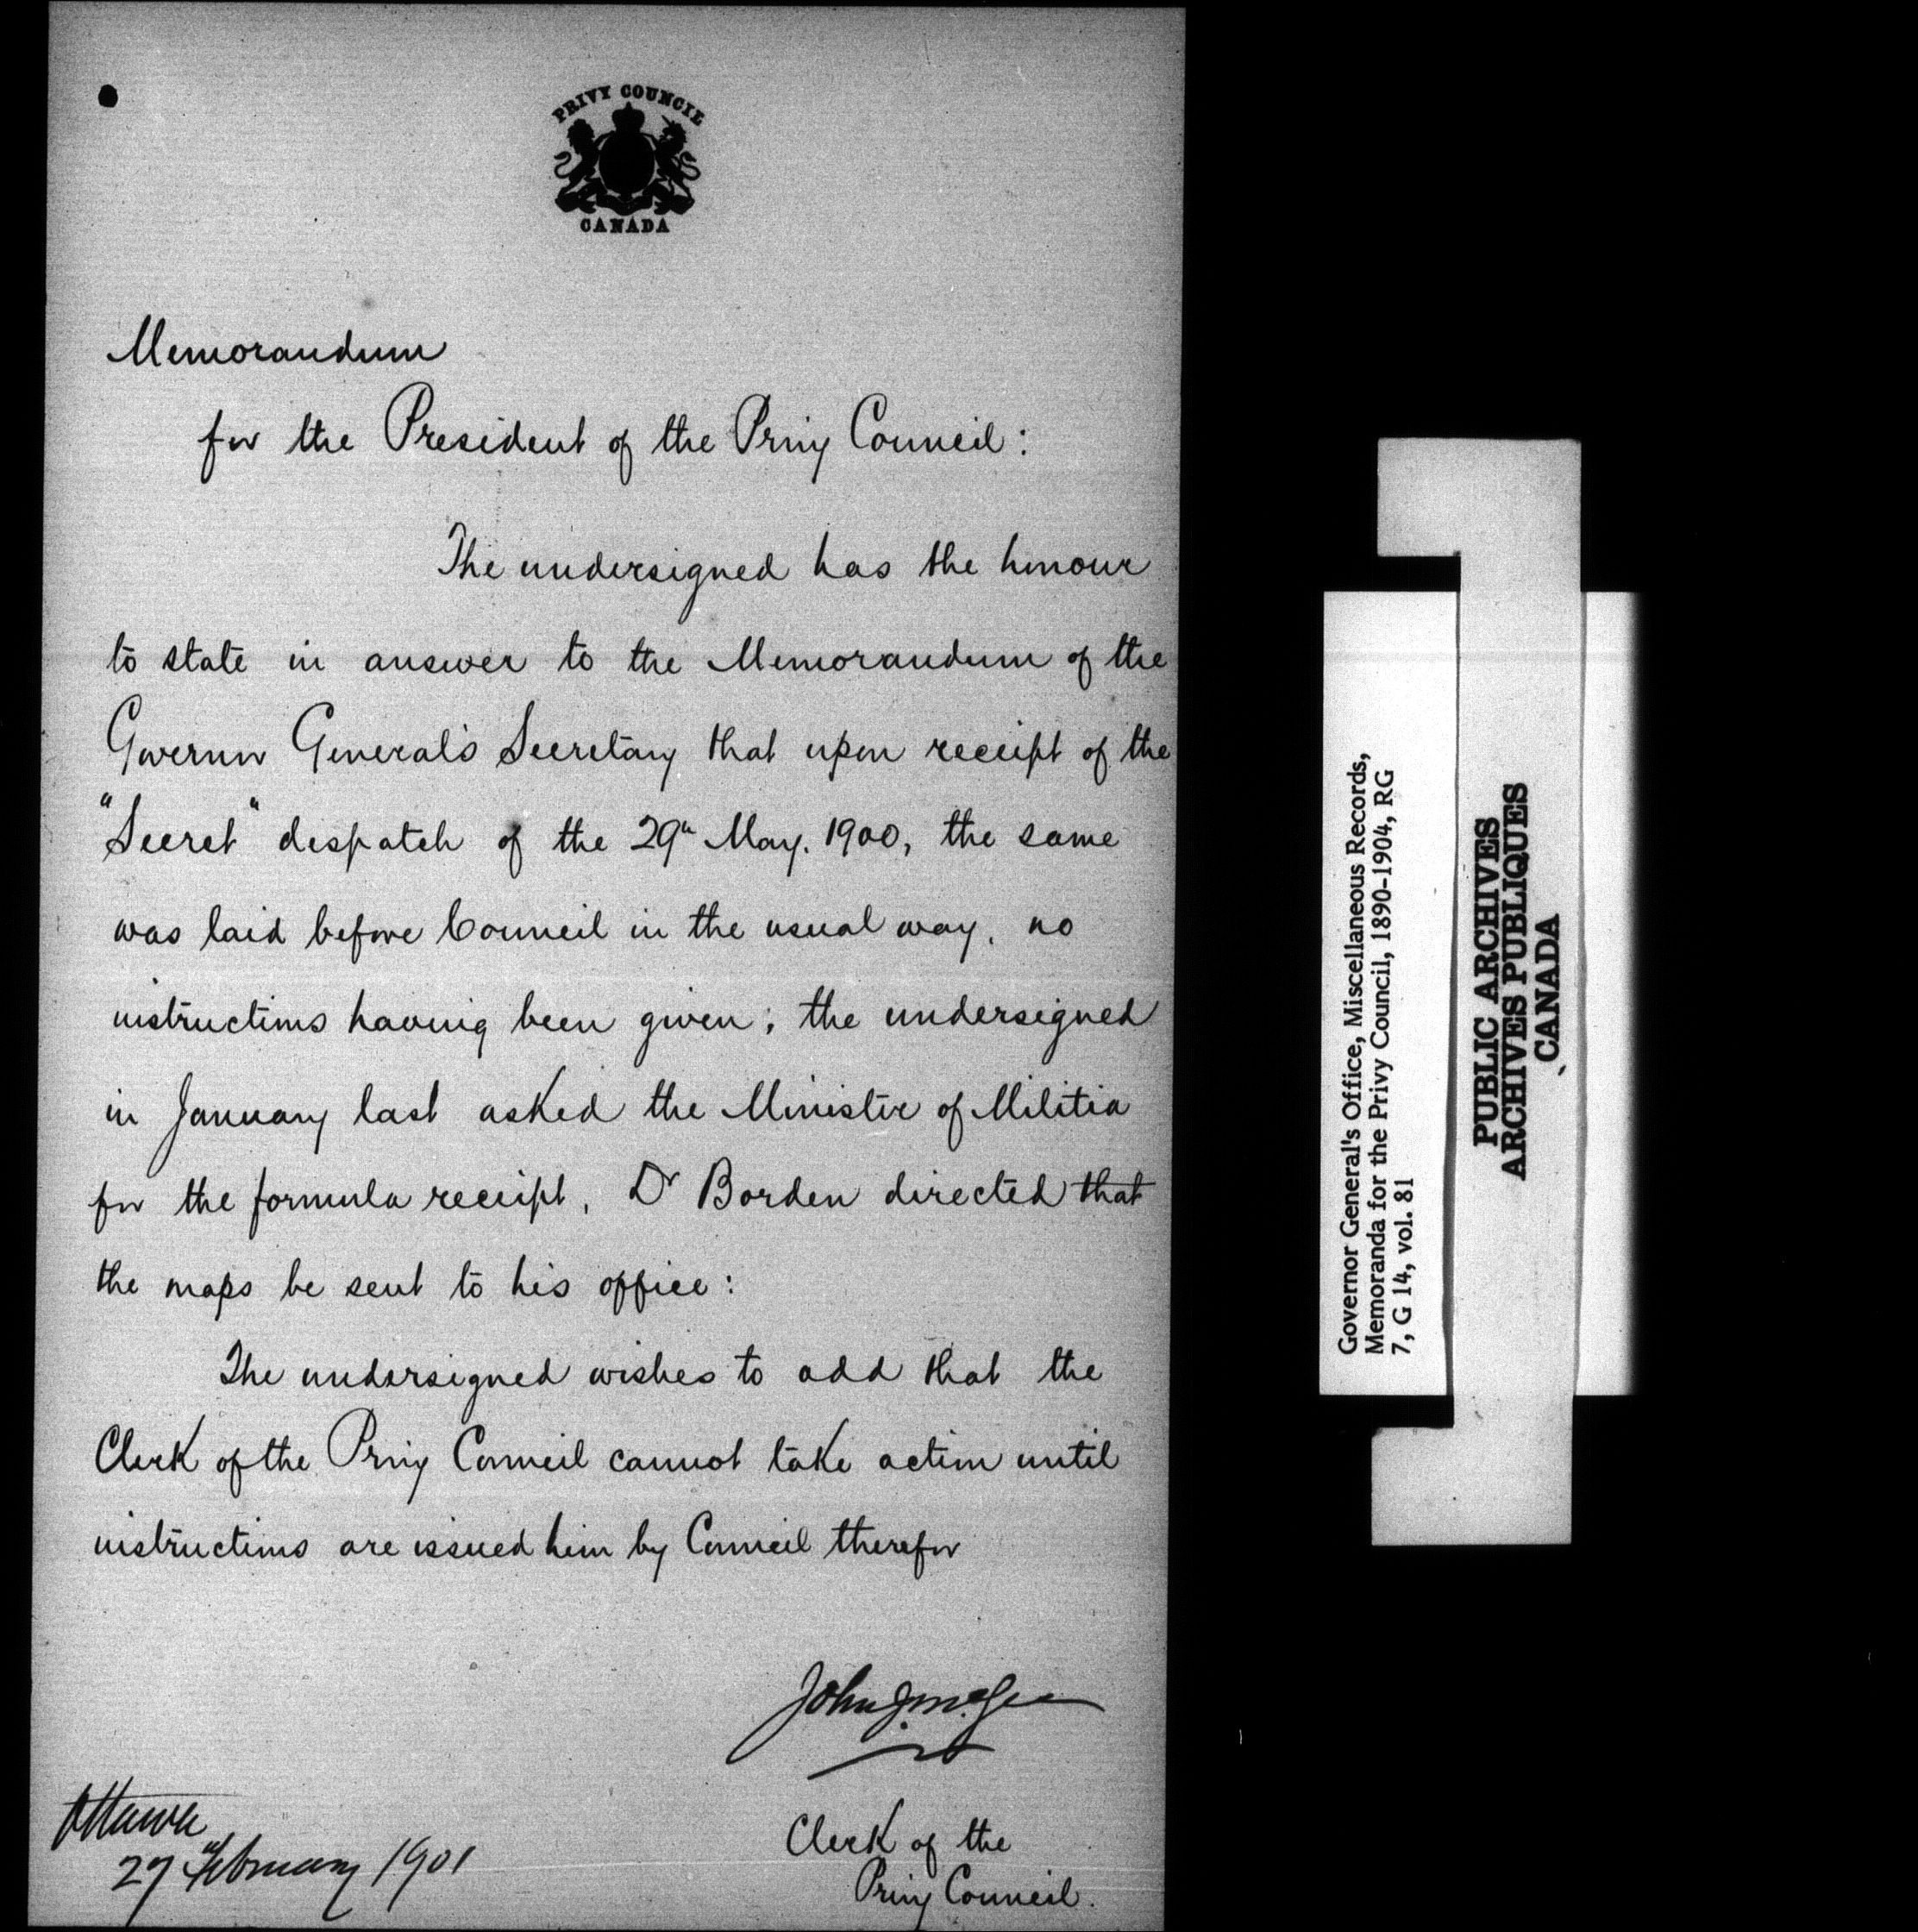 PRIVY COUNCIL
CANADA
Memorandum
for the President of the Privy Council:
The undersigned has the honour
to state in answer to the Memorandum of the
Governor General's Secretary that upon receipt of the
"Secret" dispatch of the 29th May. 1900, the same
was laid before Council in the usual way, no
instructions having been given; the undersigned
in January last asked the Minister of Militia
for the formula receipt, Dr Borden directed that
the maps be sent to his office:
The undersigned wishes to add that the
Clerk of the Privy Council cannot take action until
instructions are issued him by Council therefor
John J. McGee
Clerk of the
Privy Council.
Ottawa
27 February 1901
Governor General's Office, Miscellaneous Records,
Memoranda for the Privy Council, 1890-1904, RG
7, G 14, vol. 81
PUBLIC ARCHIVES
ARCHIVES PUBLIQUES
CANADA